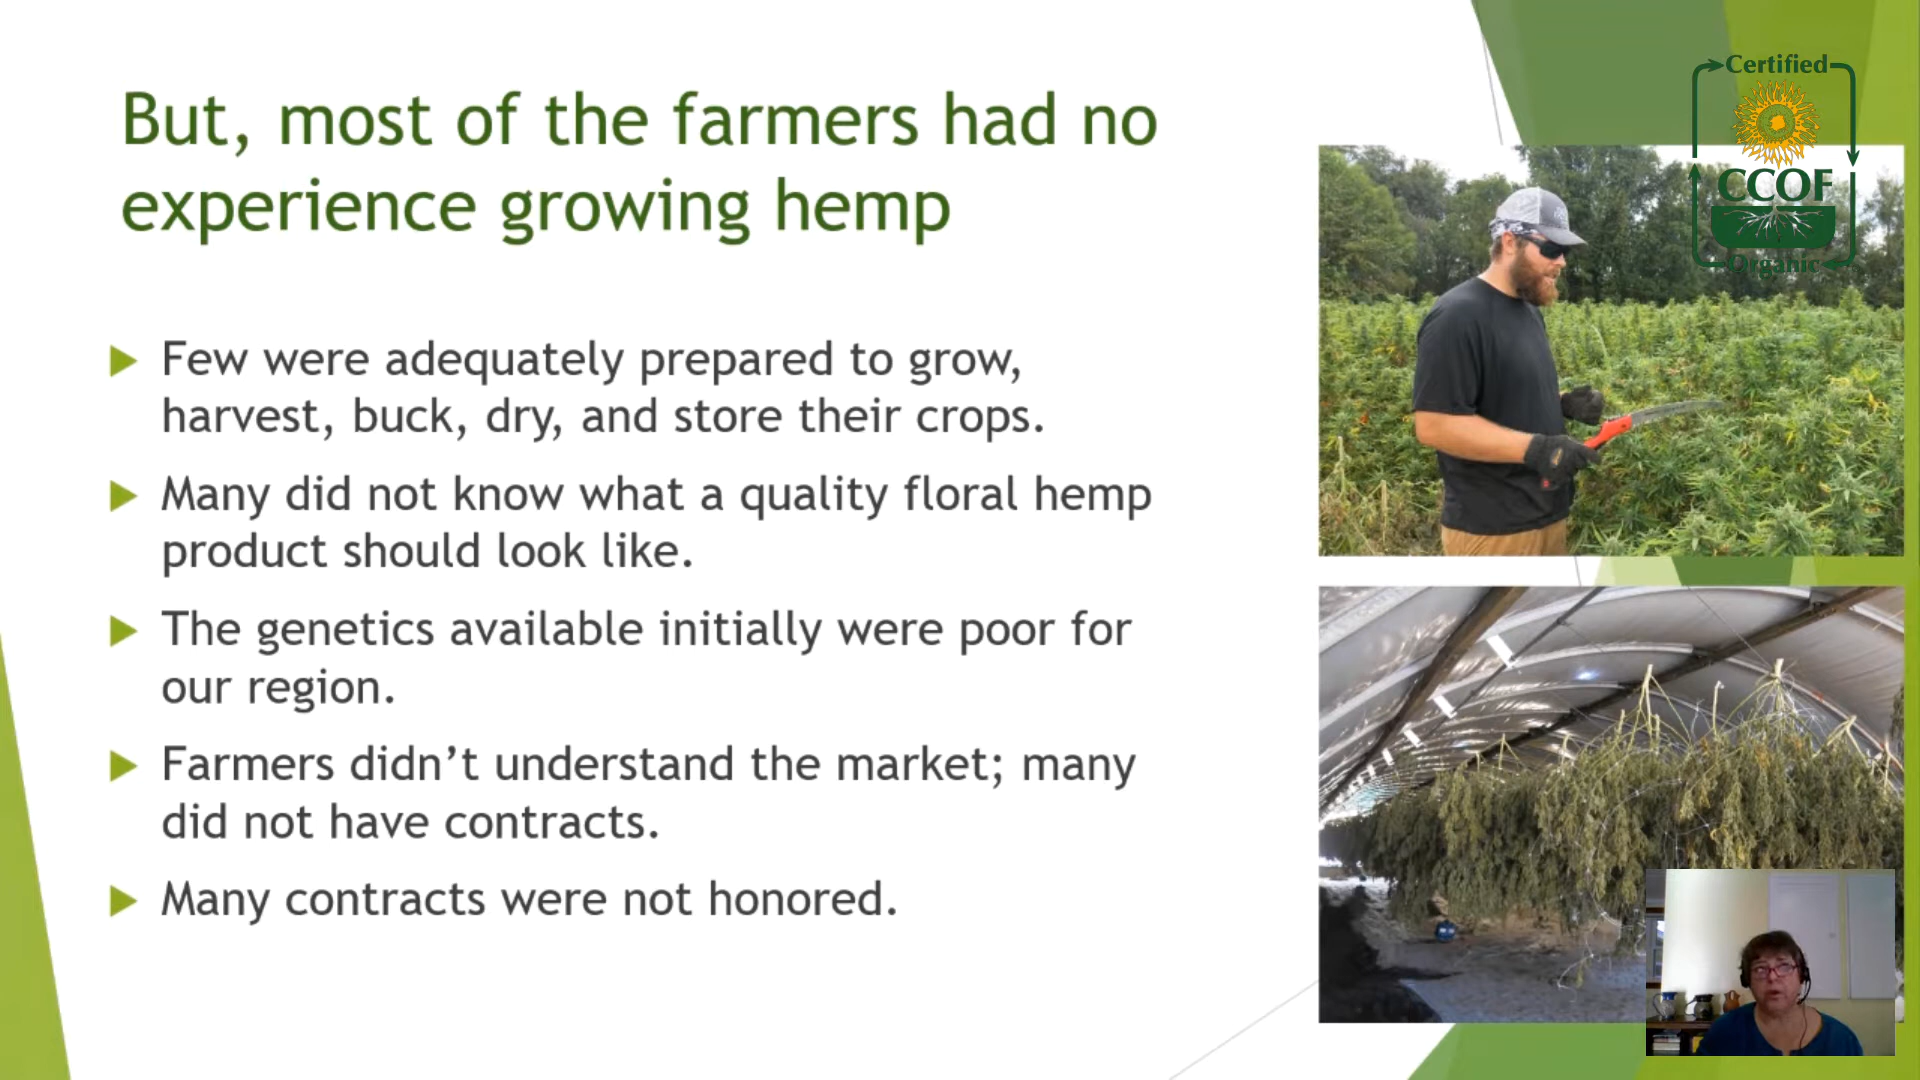 But, most of the farmers had no
experience growing hemp
Few were adequately prepared to grow,
harvest, buck, dry, and store their crops.
Many did not know what a quality floral hemp
product should look like.
The genetics available initially were poor for
our region.
Farmers didn’t understand the market; many
did not have contracts.
Many contracts were not honored.
Certified
CCOF
Organic